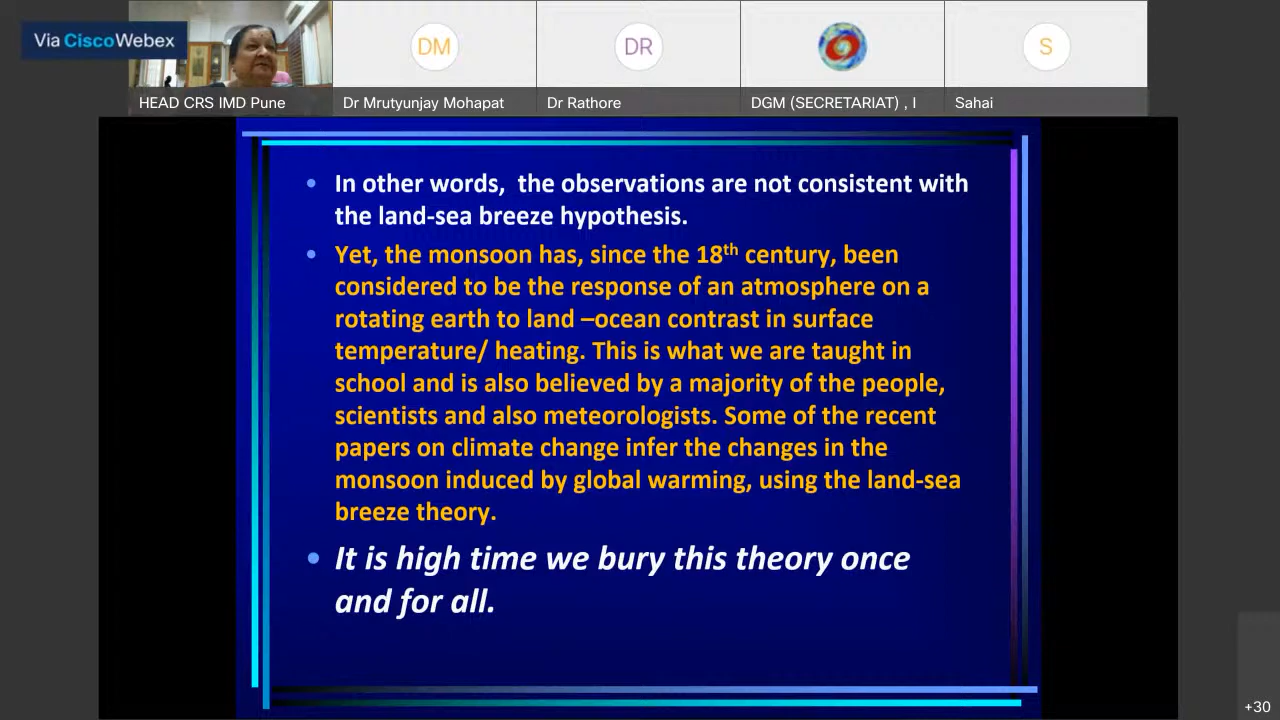 Via Cisco Webex
DM
DR
S
HEAD CRS IMD Pune
Dr Mrutyunjay Mohapat
Dr Rathore
DGM (SECRETARIAT) , I
Sahai
In other words, the observations are not consistent with
the land-sea breeze hypothesis.
Yet, the monsoon has, since the 18th century, been
considered to be the response of an atmosphere on a
rotating earth to land –ocean contrast in surface
temperature/ heating. This is what we are taught in
school and is also believed by a majority of the people,
scientists and also meteorologists. Some of the recent
papers on climate change infer the changes in the
monsoon induced by global warming, using the land-sea
breeze theory.
It is high time we bury this theory once
and for all.
+30